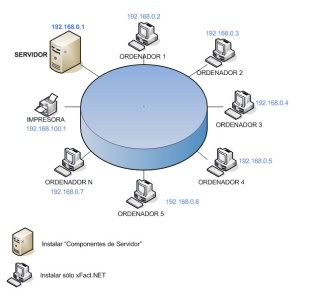 192.168.0.1
SERVIDOR
192.168.0.2
ORDENADOR 1
192.168.0.3
ORDENADOR 2
192.168.0.4
ORDENADOR 3
192.168.0.5
ORDENADOR 4
192.168.0.6
ORDENADOR 5
ORDENADOR N
192.168.0.7
IMPRESORA
192.168.100.1
Instalar "Componentes de Servidor"
Instalar sólo xFact.NET